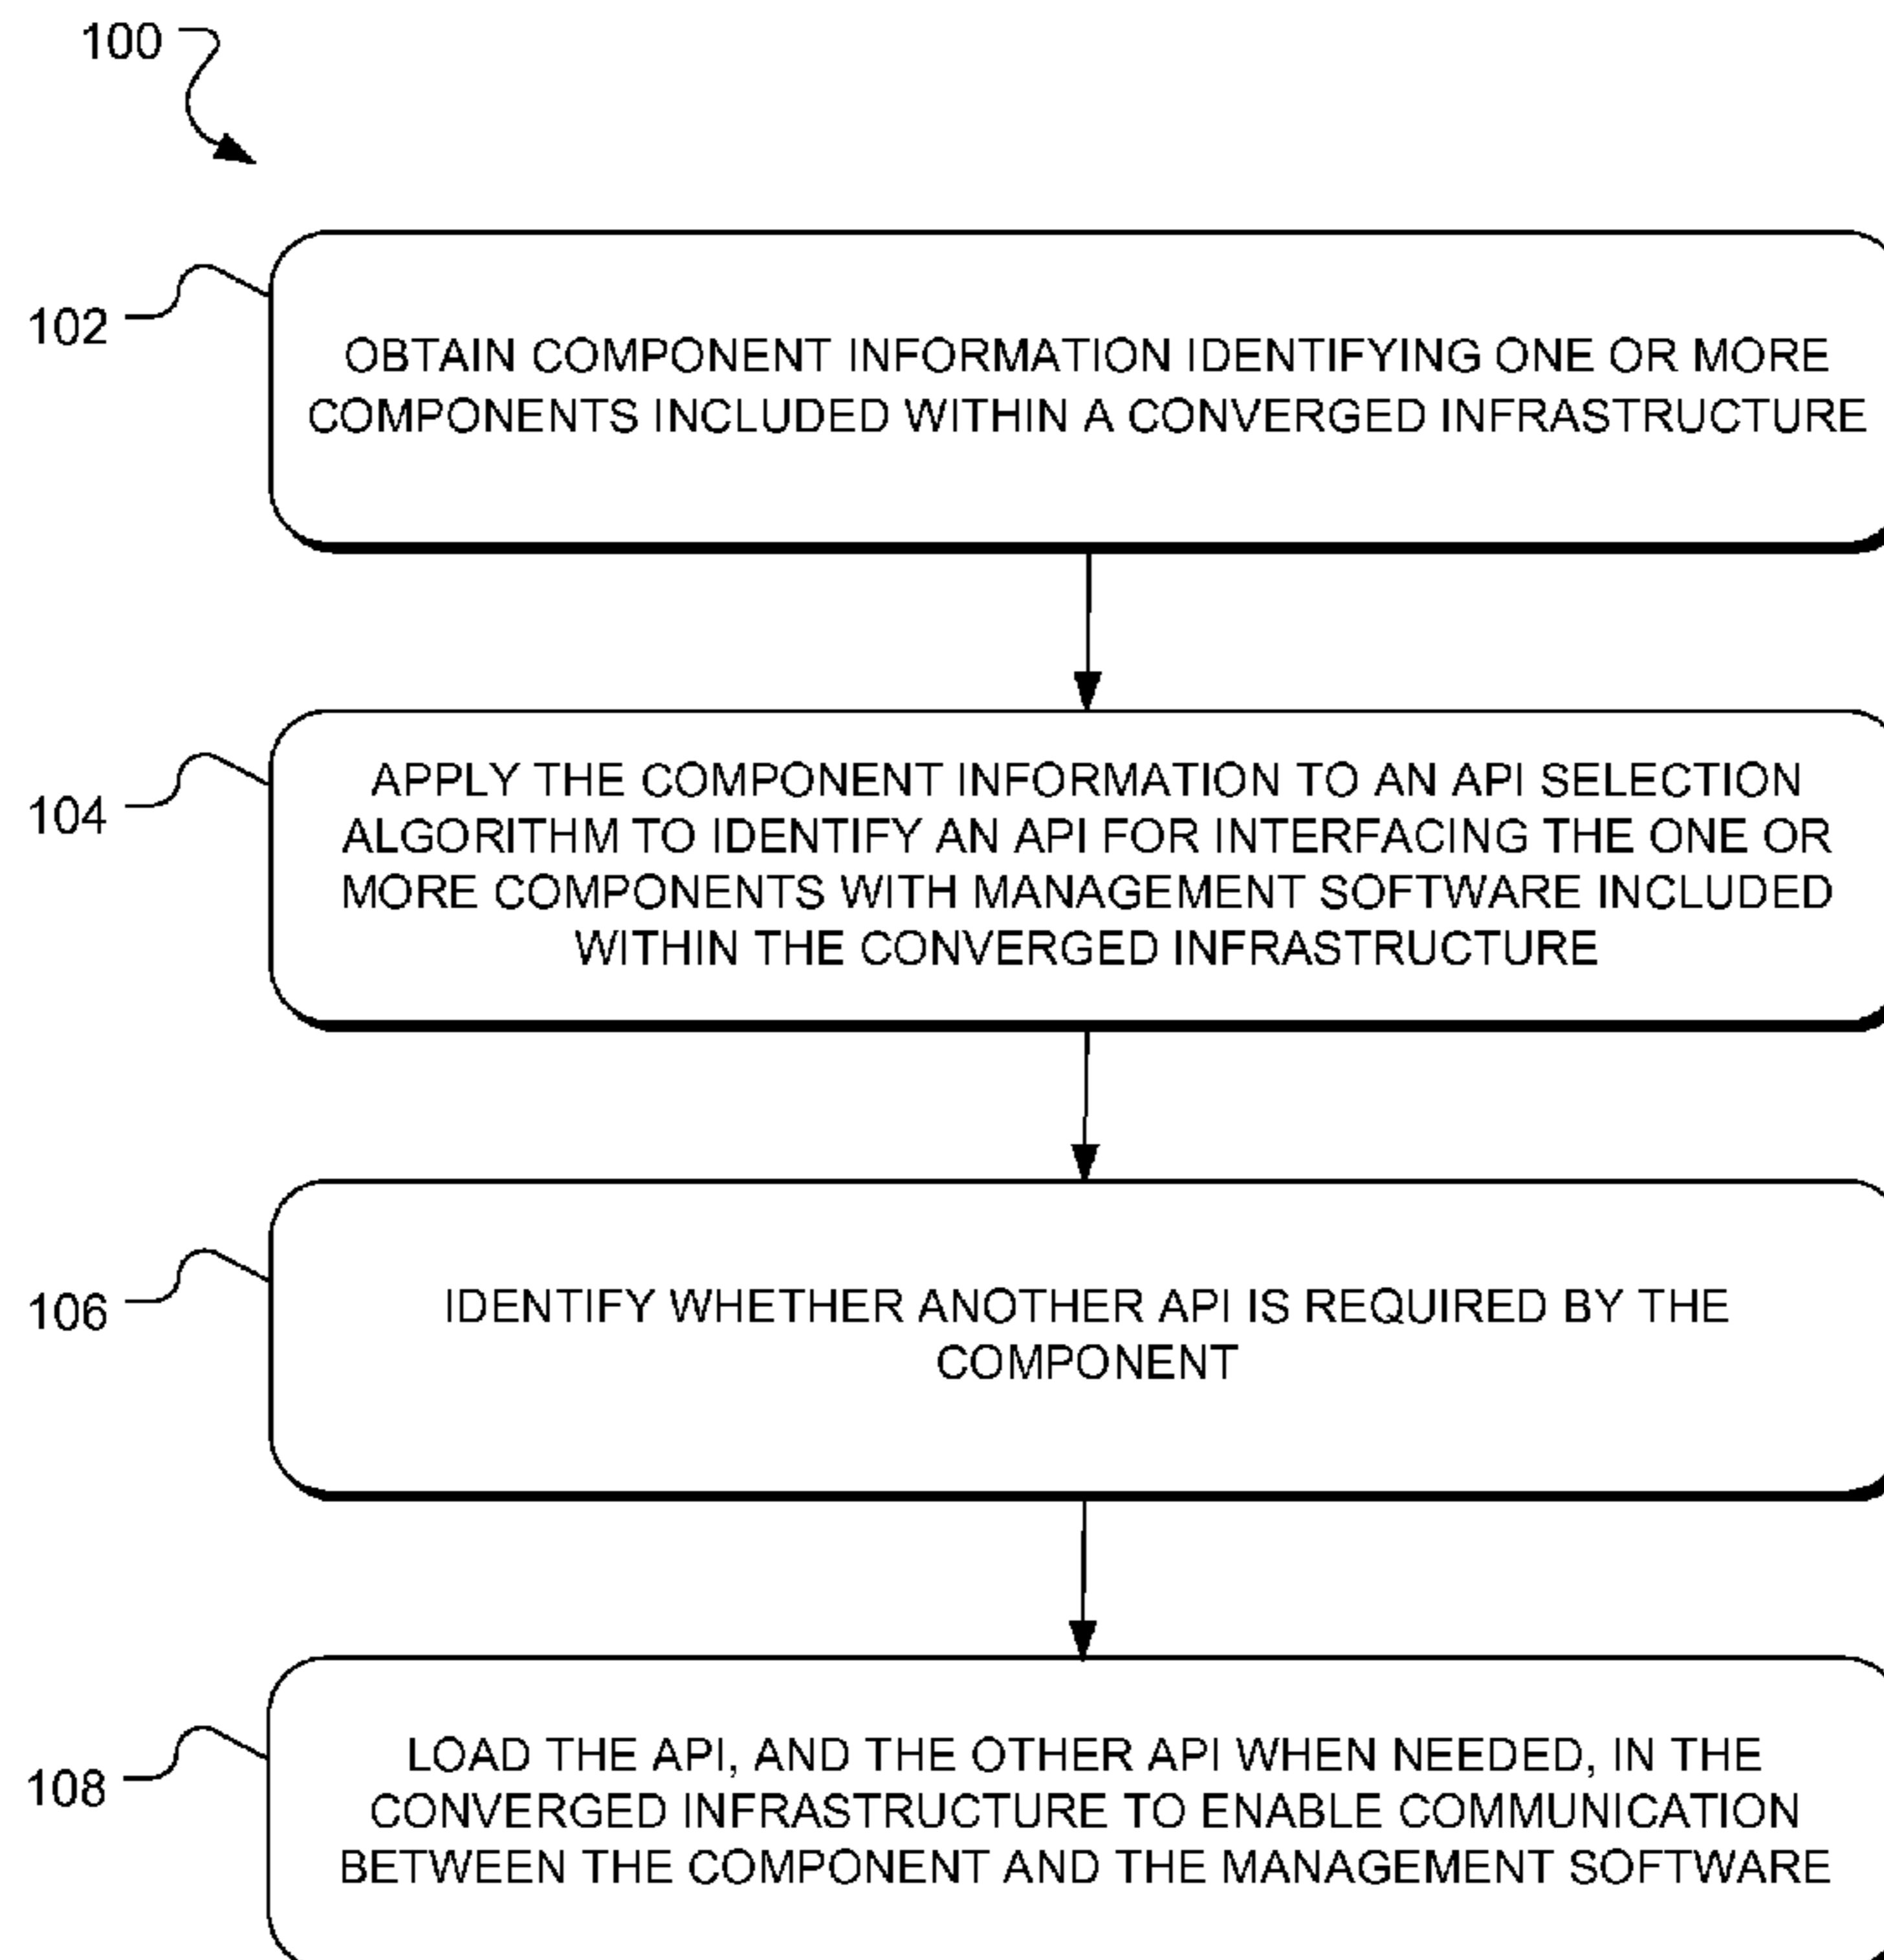 100
102
OBTAIN COMPONENT INFORMATION IDENTIFYING ONE OR MORE
COMPONENTS INCLUDED WITHIN A CONVERGED INFRASTRUCTURE
104
APPLY THE COMPONENT INFORMATION TO AN API SELECTION
ALGORITHM TO IDENTIFY AN API FOR INTERFACING THE ONE OR
MORE COMPONENTS WITH MANAGEMENT SOFTWARE INCLUDED
WITHIN THE CONVERGED INFRASTRUCTURE
106
IDENTIFY WHETHER ANOTHER API IS REQUIRED BY THE
COMPONENT
108
LOAD THE API, AND THE OTHER API WHEN NEEDED, IN THE
CONVERGED INFRASTRUCTURE TO ENABLE COMMUNICATION
BETWEEN THE COMPONENT AND THE MANAGEMENT SOFTWARE